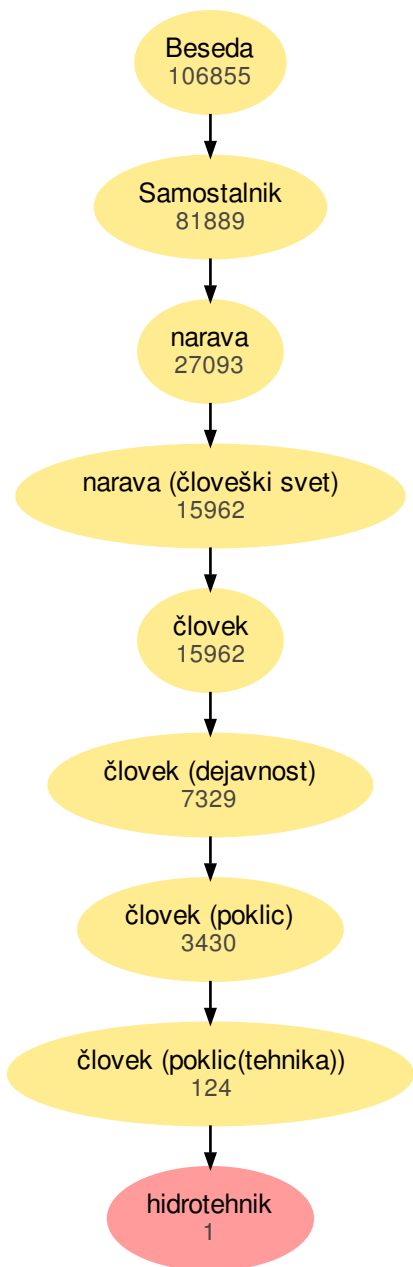 Beseda
106855
Samostalnik
81889
narava
27093
narava (človeški svet)
15962
človek
15962
človek (dejavnost)
7329
človek (poklic)
3430
človek (poklic(tehnika))
124
hidrotehnik
1